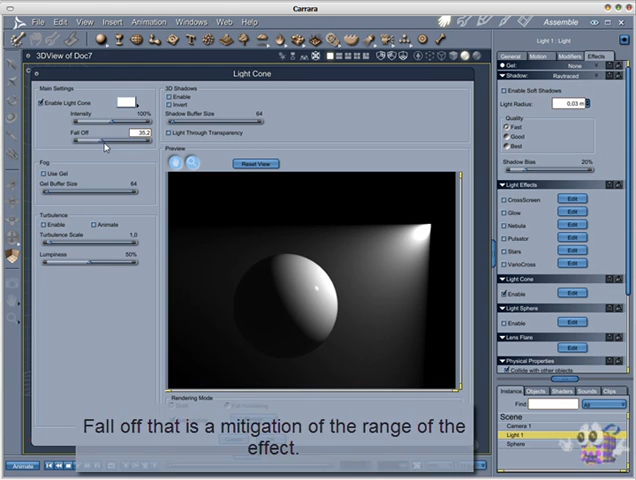 Carrara
File Edit View Insert Animation Windows Help Assemble
3DView of Doc7
Light 1 : Light
General Motion Modifiers Effects
Light Cone
Gel: None
Shadow: Raytraced
Main Settings
3D Shadows
Enable Light Cone
Enable
Invert
Enable Soft Shadows
Intensity 100%
Shadow Buffer Size 64
Light Radius: 0,03 m
Fall Off 35,2
Light Through Transparency
Quality
Fast
Good
Best
Preview
Reset View
Fog
Use Gel
Gel Buffer Size 64
Shadow Bias 20%
Light Effects
CrossScreen Edit
Glow Edit
Nebula Edit
Pulsator Edit
Stars Edit
VarioCross Edit
Turbulence
Enable Animate
Turbulence Scale 1,0
Lumpiness 50%
Light Cone
Enable Edit
Light Sphere
Enable Edit
Lens Flare
Edit
Physical Properties
Collide with other objects
Instance Objects Shaders Sounds Clips
Find All
Scene
Camera 1
Light 1
Sphere
Rendering Mode
Fall off that is a mitigation of the range of the
effect.
Animate